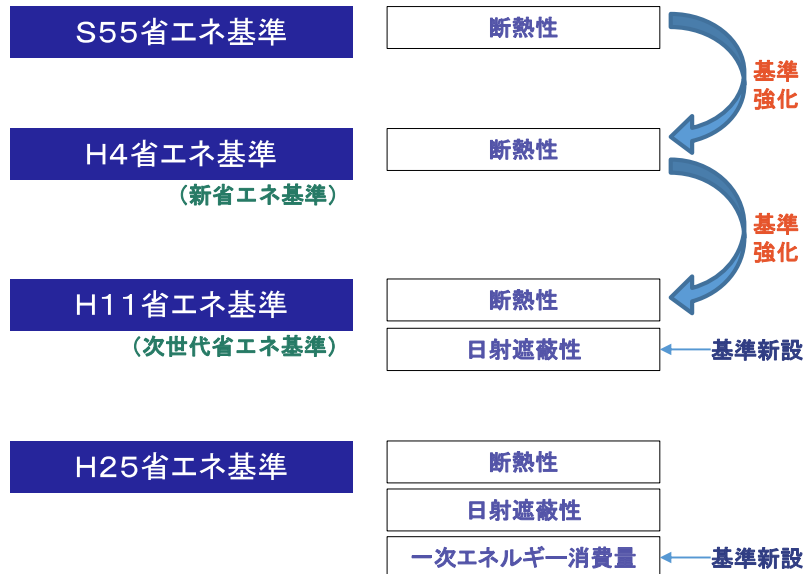 S55省エネ基準
断熱性
基準
強化
H4省エネ基準
断熱性
（新省エネ基準）
基準
強化
H11省エネ基準
断熱性
（次世代省エネ基準）
日射遮蔽性
基準新設
H25省エネ基準
断熱性
日射遮蔽性
一次エネルギー消費量
基準新設